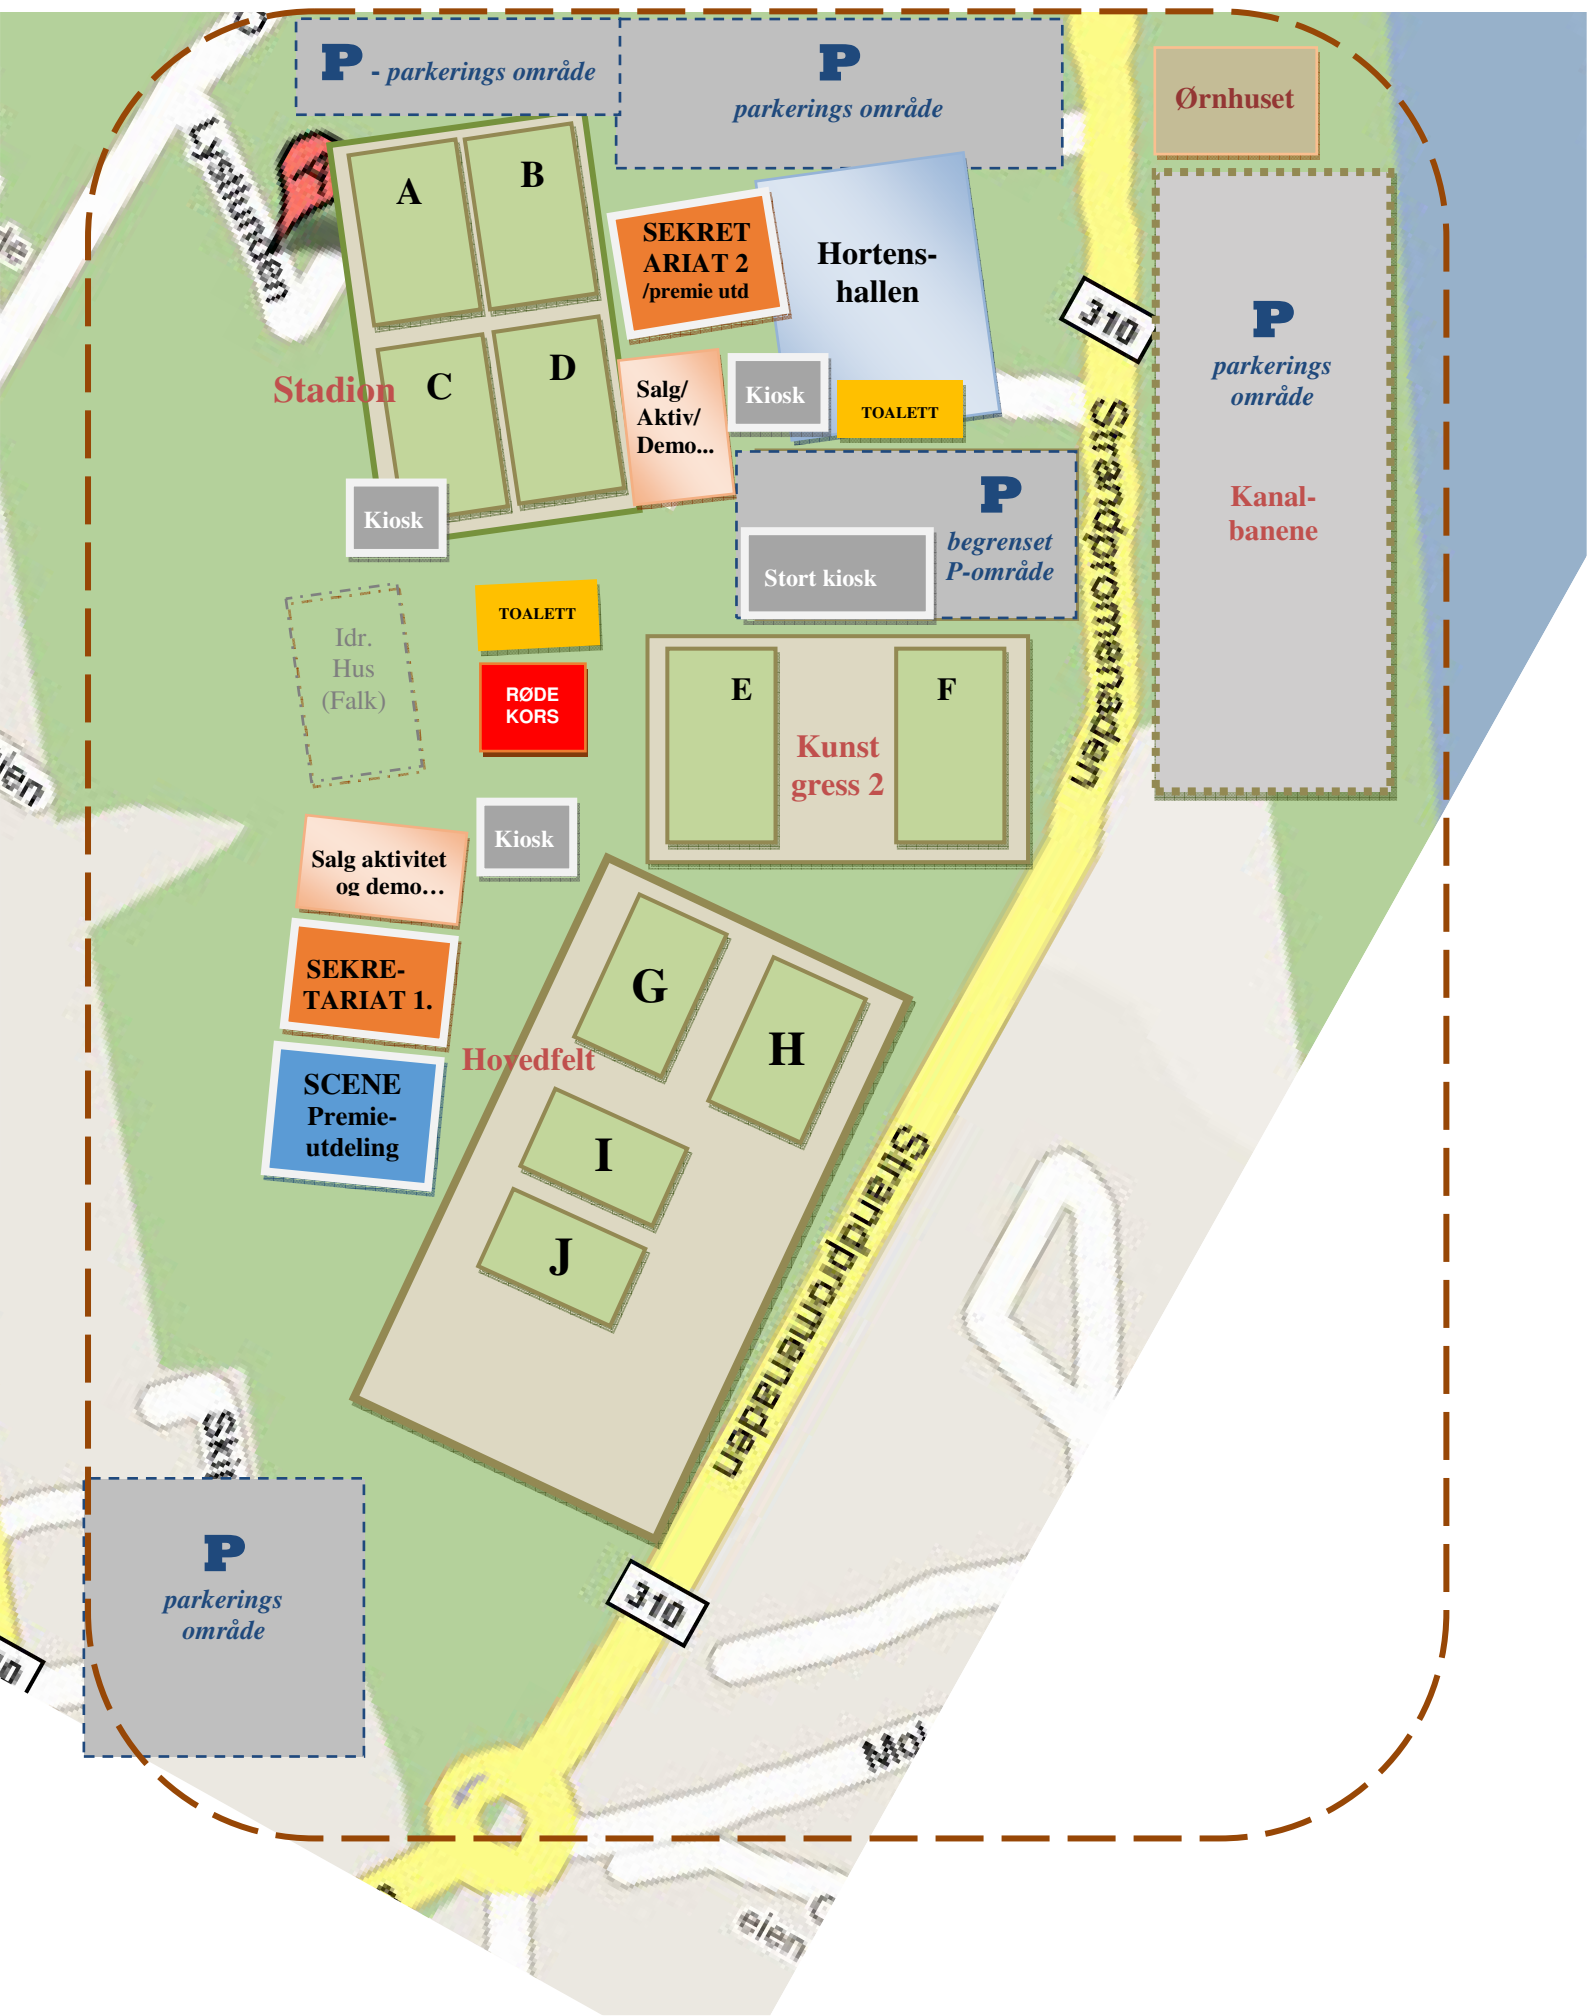 P - parkerings område
P
parkerings område
Ørnhuset
A
B
SEKRET
ARIAT 2
/premie utd
Hortens-
hallen
310
P
parkerings
område
Kanal-
banene
Stadion
C
D
Salg/
Aktiv/
Demo...
Kiosk
TOALETT
Strandpromenaden
Kiosk
P
begrenset
P-område
Stort kiosk
Idr.
Hus
(Falk)
TOALETT
RØDE
KORS
E
F
Kunst
gress 2
Kiosk
Salg aktivitet
og demo...
SEKRE-
TARIAT 1.
SCENE
Premie-
utdeling
Hovedfelt
G
H
I
J
Strandpromenaden
P
parkerings
område
310
elen